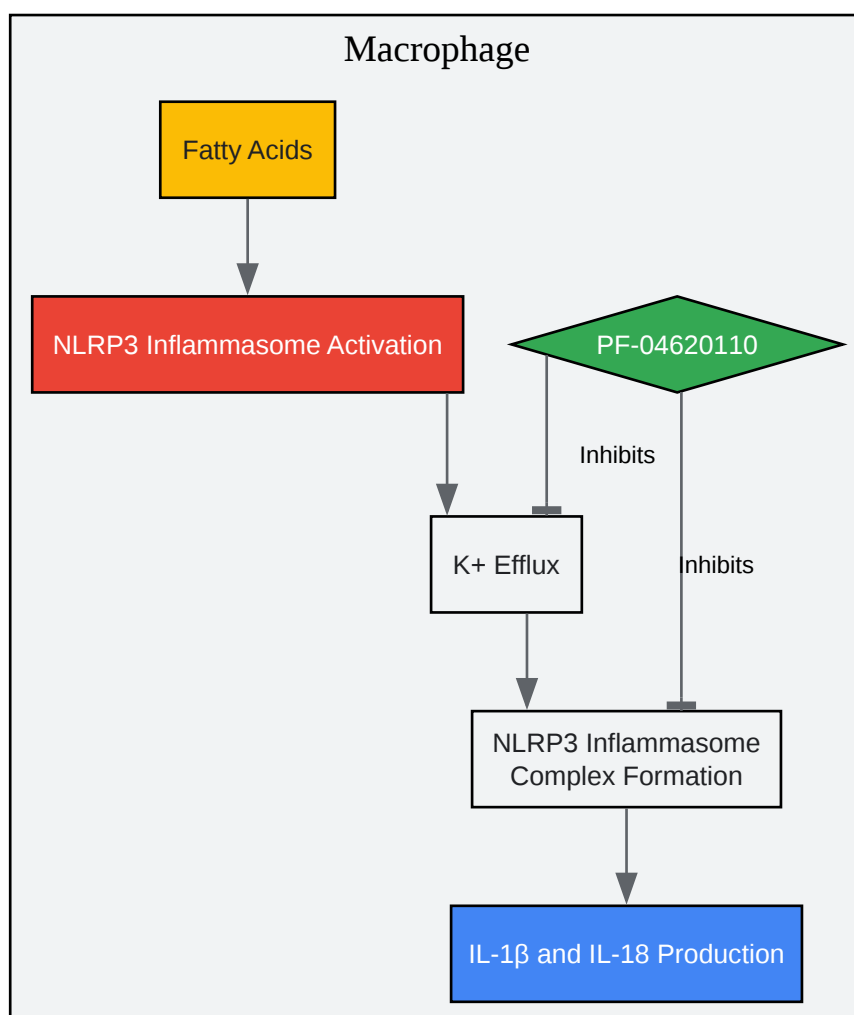 Macrophage
Fatty Acids
NLRP3 Inflammasome Activation
PF-04620110
Inhibits
K+ Efflux
Inhibits
NLRP3 Inflammasome
Complex Formation
IL-1β and IL-18 Production